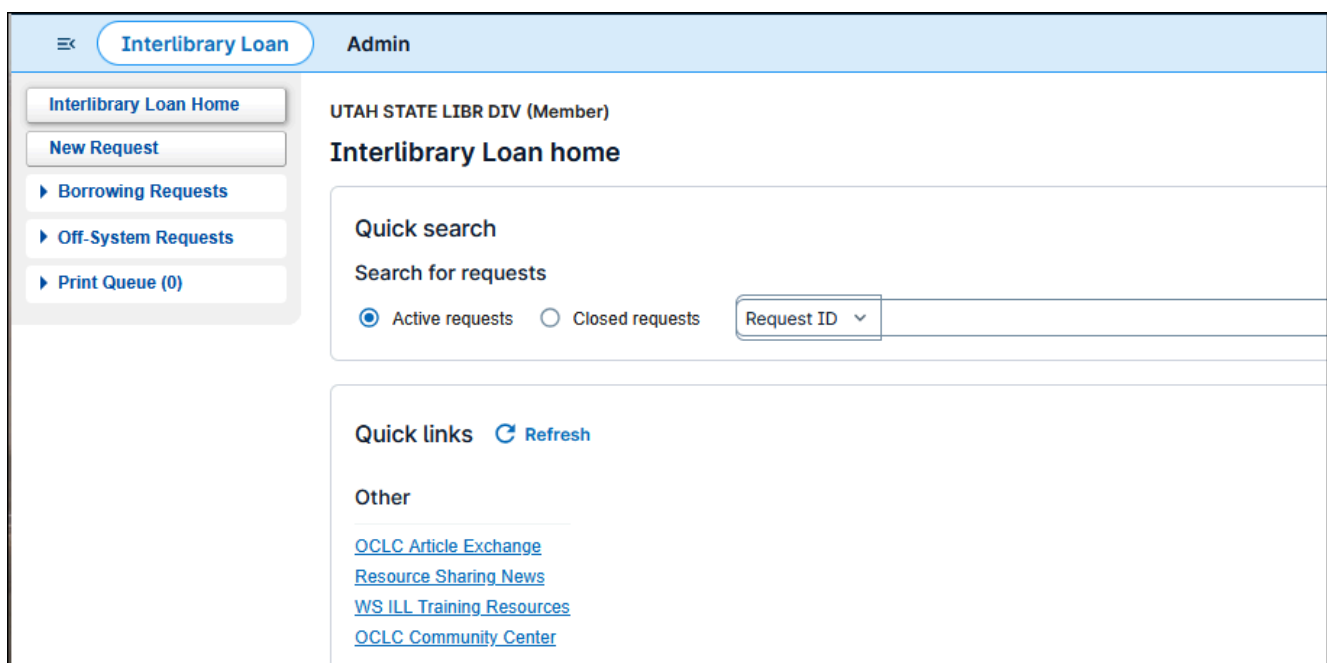 Interlibrary Loan Admin
Interlibrary Loan Home
New Request
Borrowing Requests
Off-System Requests
Print Queue (0)
UTAH STATE LIBR DIV (Member)
Interlibrary Loan home
Quick search
Search for requests
Active requests Closed requests Request ID
Quick links Refresh
Other
OCLC Article Exchange
Resource Sharing News
WS ILL Training Resources
OCLC Community Center